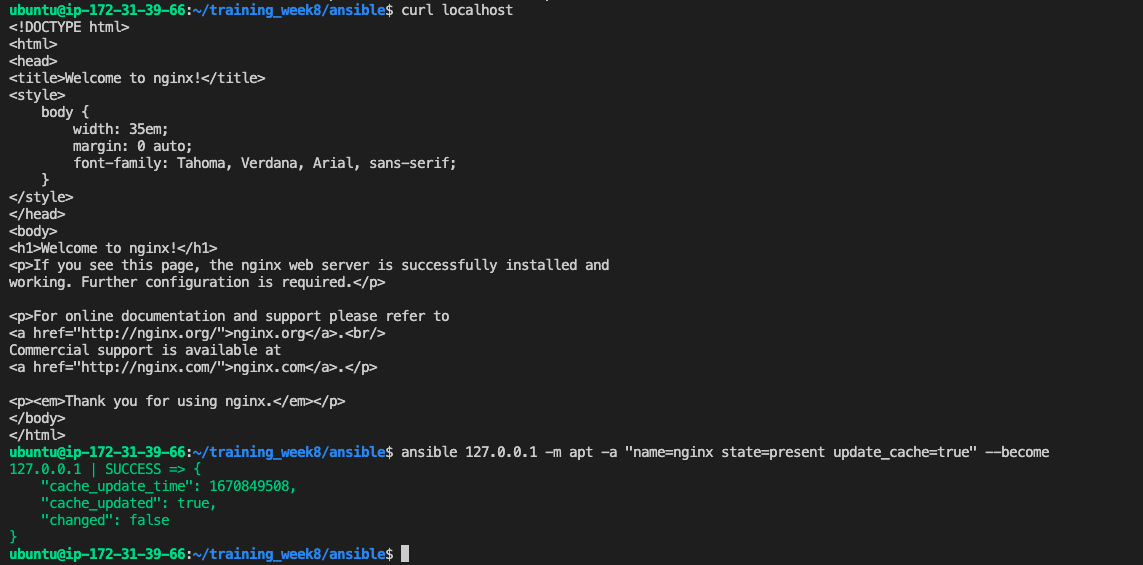 ubuntu@ip-172-31-39-66:~/training_week8/ansible$ curl localhost
<!DOCTYPE html>
<html>
<head>
<title>Welcome to nginx!</title>
<style>
    body {
        width: 35em;
        margin: 0 auto;
        font-family: Tahoma, Verdana, Arial, sans-serif;
    }
</style>
</head>
<body>
<h1>Welcome to nginx!</h1>
<p>If you see this page, the nginx web server is successfully installed and
working. Further configuration is required.</p>

<p>For online documentation and support please refer to
<a href="http://nginx.org/">nginx.org</a>.<br/>
Commercial support is available at
<a href="http://nginx.com/">nginx.com</a>.</p>

<p><em>Thank you for using nginx.</em></p>
</body>
</html>
ubuntu@ip-172-31-39-66:~/training_week8/ansible$ ansible 127.0.0.1 -m apt -a "name=nginx state=present update_cache=true" --become
127.0.0.1 | SUCCESS => {
    "cache_update_time": 1670849508,
    "cache_updated": true,
    "changed": false
}
ubuntu@ip-172-31-39-66:~/training_week8/ansible$